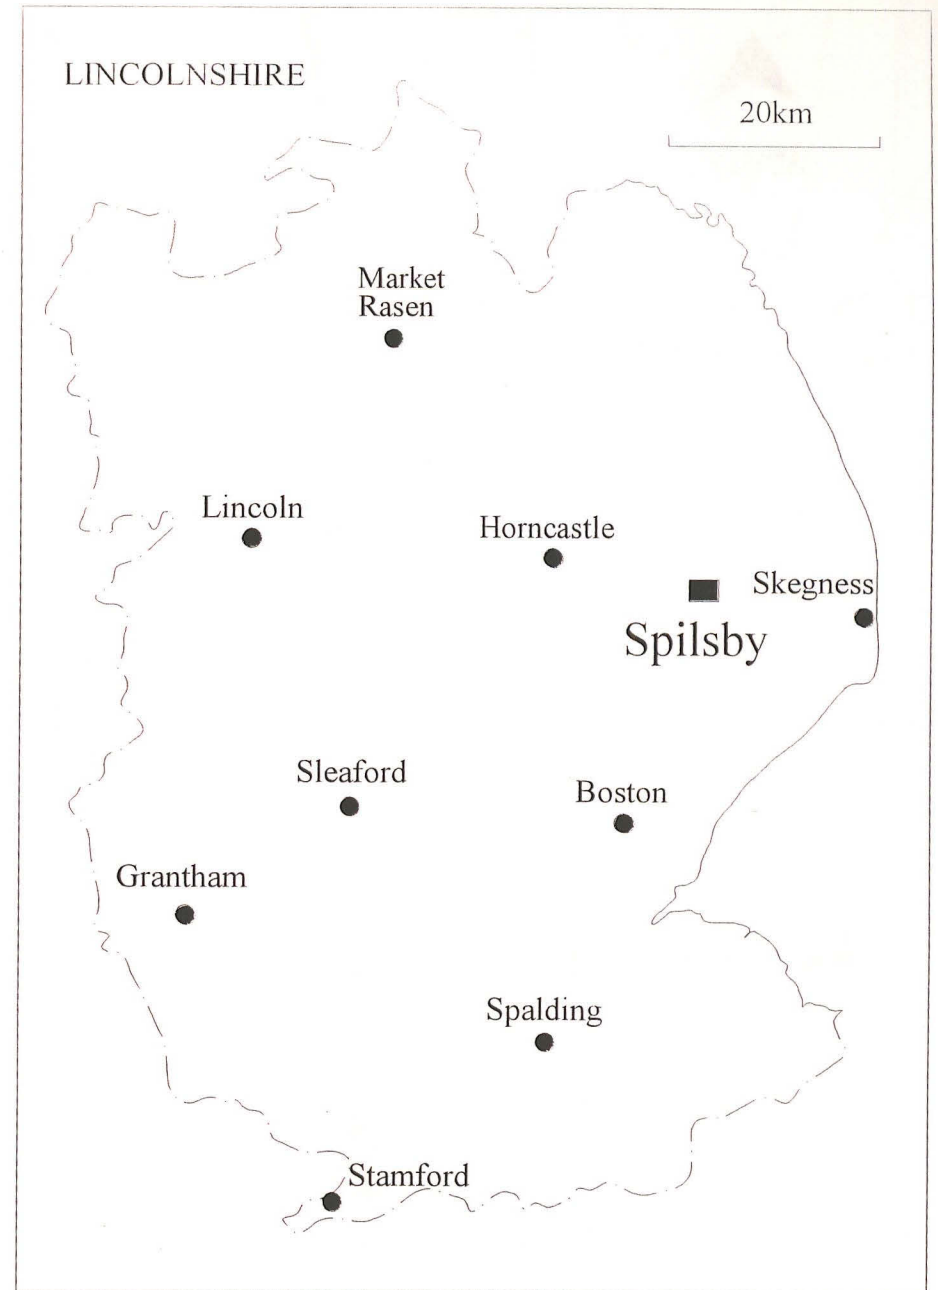 LINCOLNSHIRE
20km
Market
Rasen
Lincoln
Horncastle
Skegness
Spilsby
Sleaford
Boston
Grantham
Spalding
Stamford